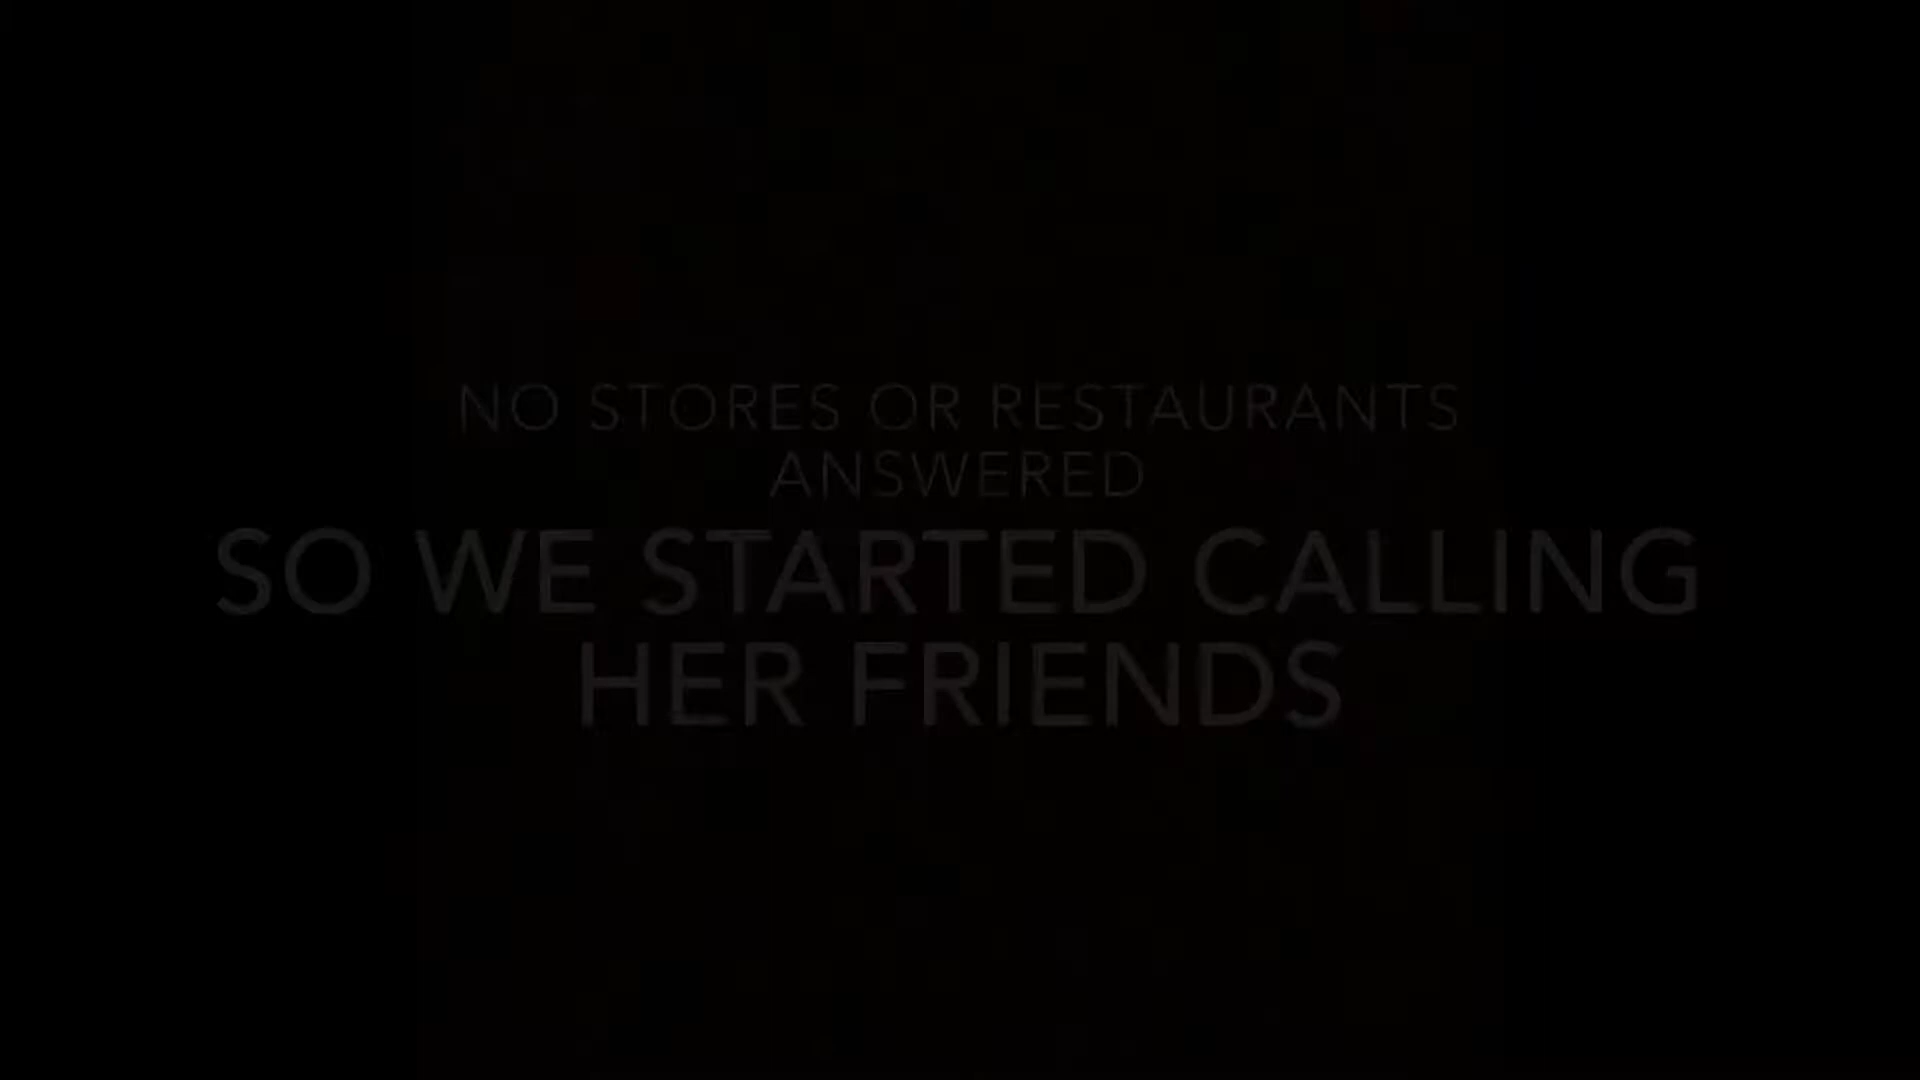 NO STORES OR RESTAURANTS
ANSWERED
SO WE STARTED CALLING
HER FRIENDS